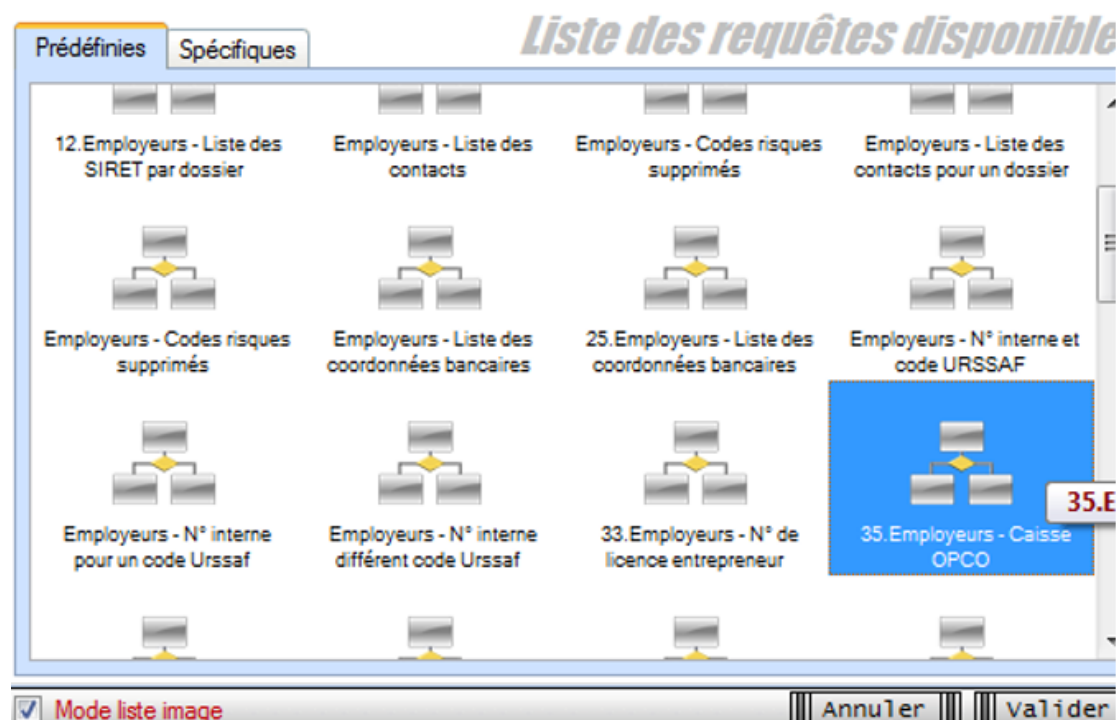 Liste des requêtes disponible
Prédéfinies Spécifiques
12.Employeurs - Liste des SIRET par dossier
Employeurs - Liste des contacts
Employeurs - Codes risques supprimés
Employeurs - Liste des contacts pour un dossier
Employeurs - Codes risques supprimés
Employeurs - Liste des coordonnées bancaires
25.Employeurs - Liste des coordonnées bancaires
Employeurs - N° interne et code URSSAF
Employeurs - N° interne pour un code Urssaf
Employeurs - N° interne différent code Urssaf
33.Employeurs - N° de licence entrepreneur
35.Employeurs - Caisse OPCO
35.E
Mode liste image
Annuler
Valider